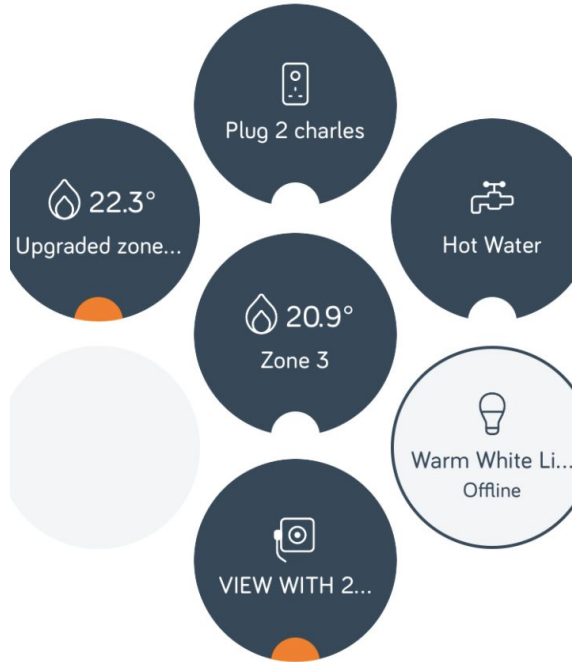 Plug 2 charles
22.3°
Upgraded zone...
Hot Water
20.9°
Zone 3
Warm White Li...
Offline
VIEW WITH 2...